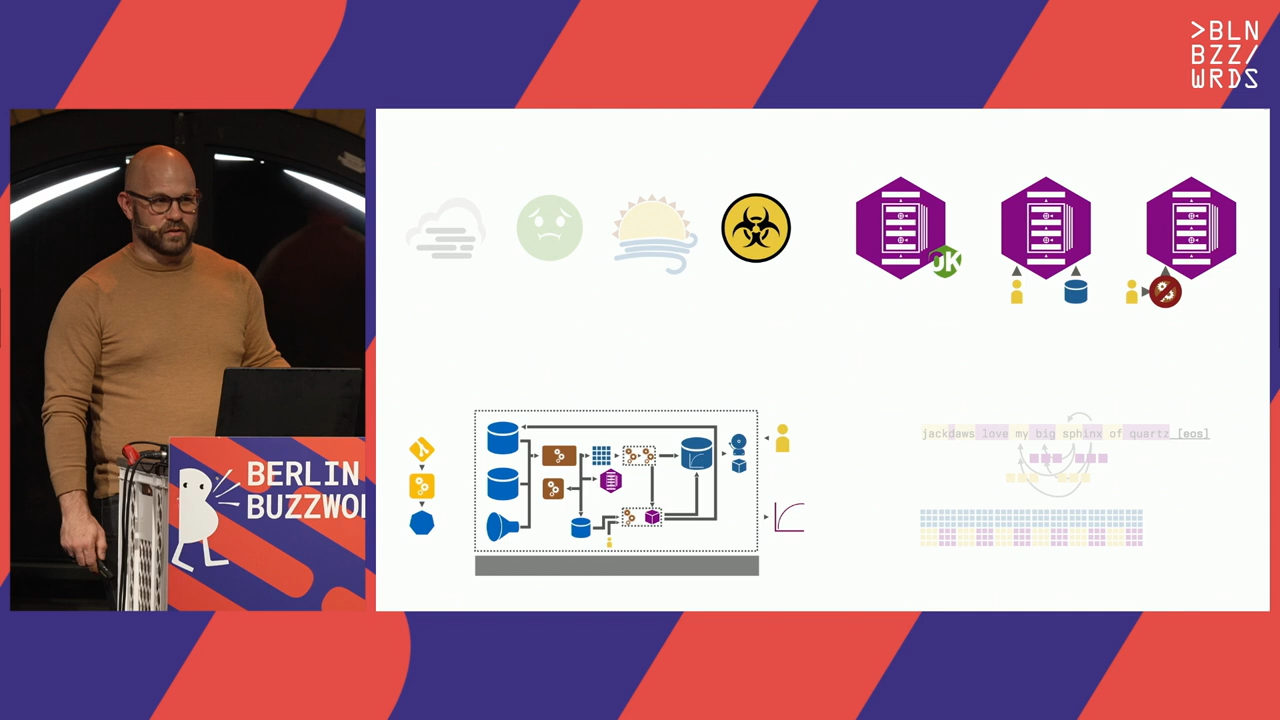 >BLN
BZZ/
WRDS
OK
jackdaws love my big sphinx of quartz [eos]
BERLIN
BUZZWO